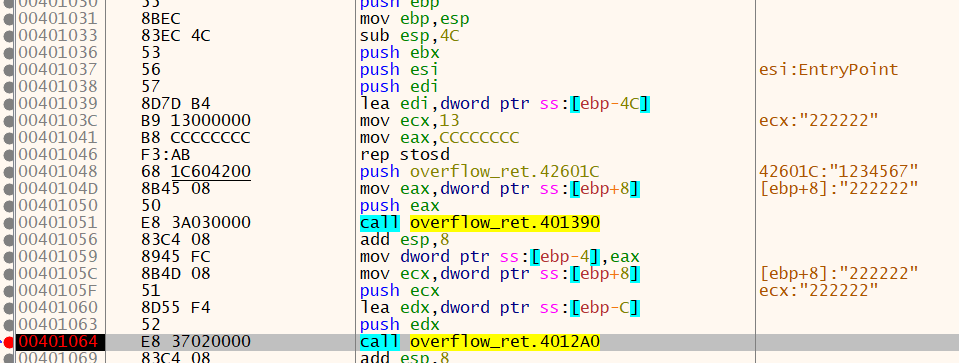 00401030 55 push ebp
00401031 8BEC mov ebp,esp
00401033 83EC 4C sub esp,4C
00401036 53 push ebx
00401037 56 push esi esi:EntryPoint
00401038 57 push edi
00401039 8D7D B4 lea edi,dword ptr ss:[ebp-4C]
0040103C B9 13000000 mov ecx,13 ecx:"222222"
00401041 B8 CCCCCCCC mov eax,CCCCCCCC
00401046 F3:AB rep stosd
00401048 68 1C604200 push overflow_ret.42601C 42601C:"1234567"
0040104D 8B45 08 mov eax,dword ptr ss:[ebp+8] [ebp+8]:"222222"
00401050 50 push eax
00401051 E8 3A030000 call overflow_ret.401390
00401056 83C4 08 add esp,8
00401059 8945 FC mov dword ptr ss:[ebp-4],eax
0040105C 8B4D 08 mov ecx,dword ptr ss:[ebp+8] [ebp+8]:"222222"
0040105F 51 push ecx ecx:"222222"
00401060 8D55 F4 lea edx,dword ptr ss:[ebp-C]
00401063 52 push edx
00401064 E8 37020000 call overflow_ret.4012A0
00401069 83C4 08 add esp,8